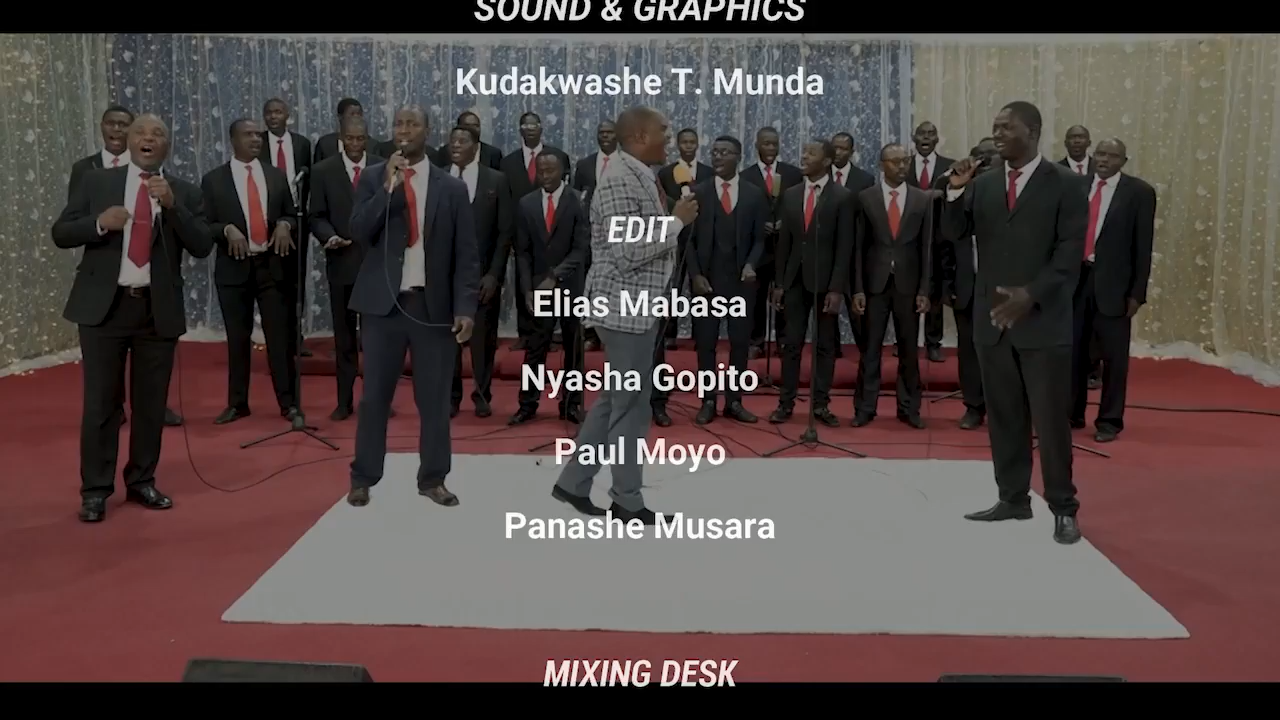 SOUND & GRAPHICS
Kudakwashe T. Munda
EDIT
Elias Mabasa
Nyasha Gopito
Paul Moyo
Panashe Musara
MIXING DESK